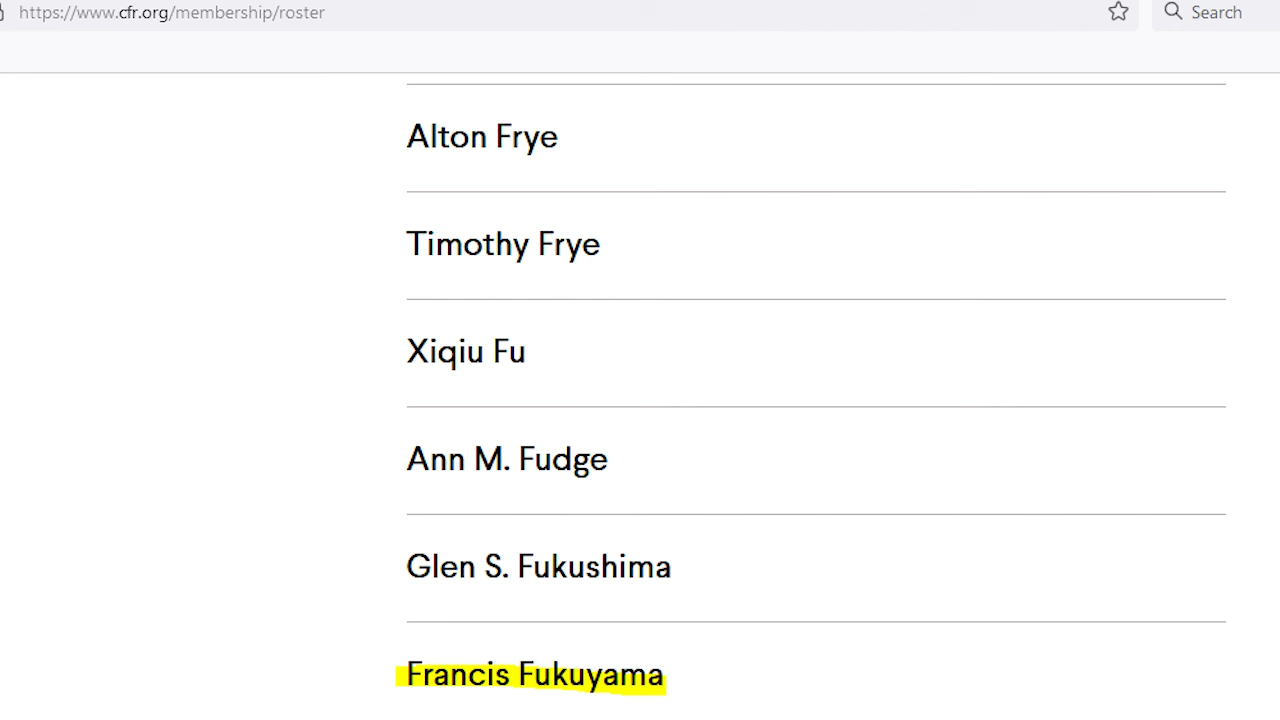 https://www.cfr.org/membership/roster
Search
Alton Frye
Timothy Frye
Xiqiu Fu
Ann M. Fudge
Glen S. Fukushima
Francis Fukuyama